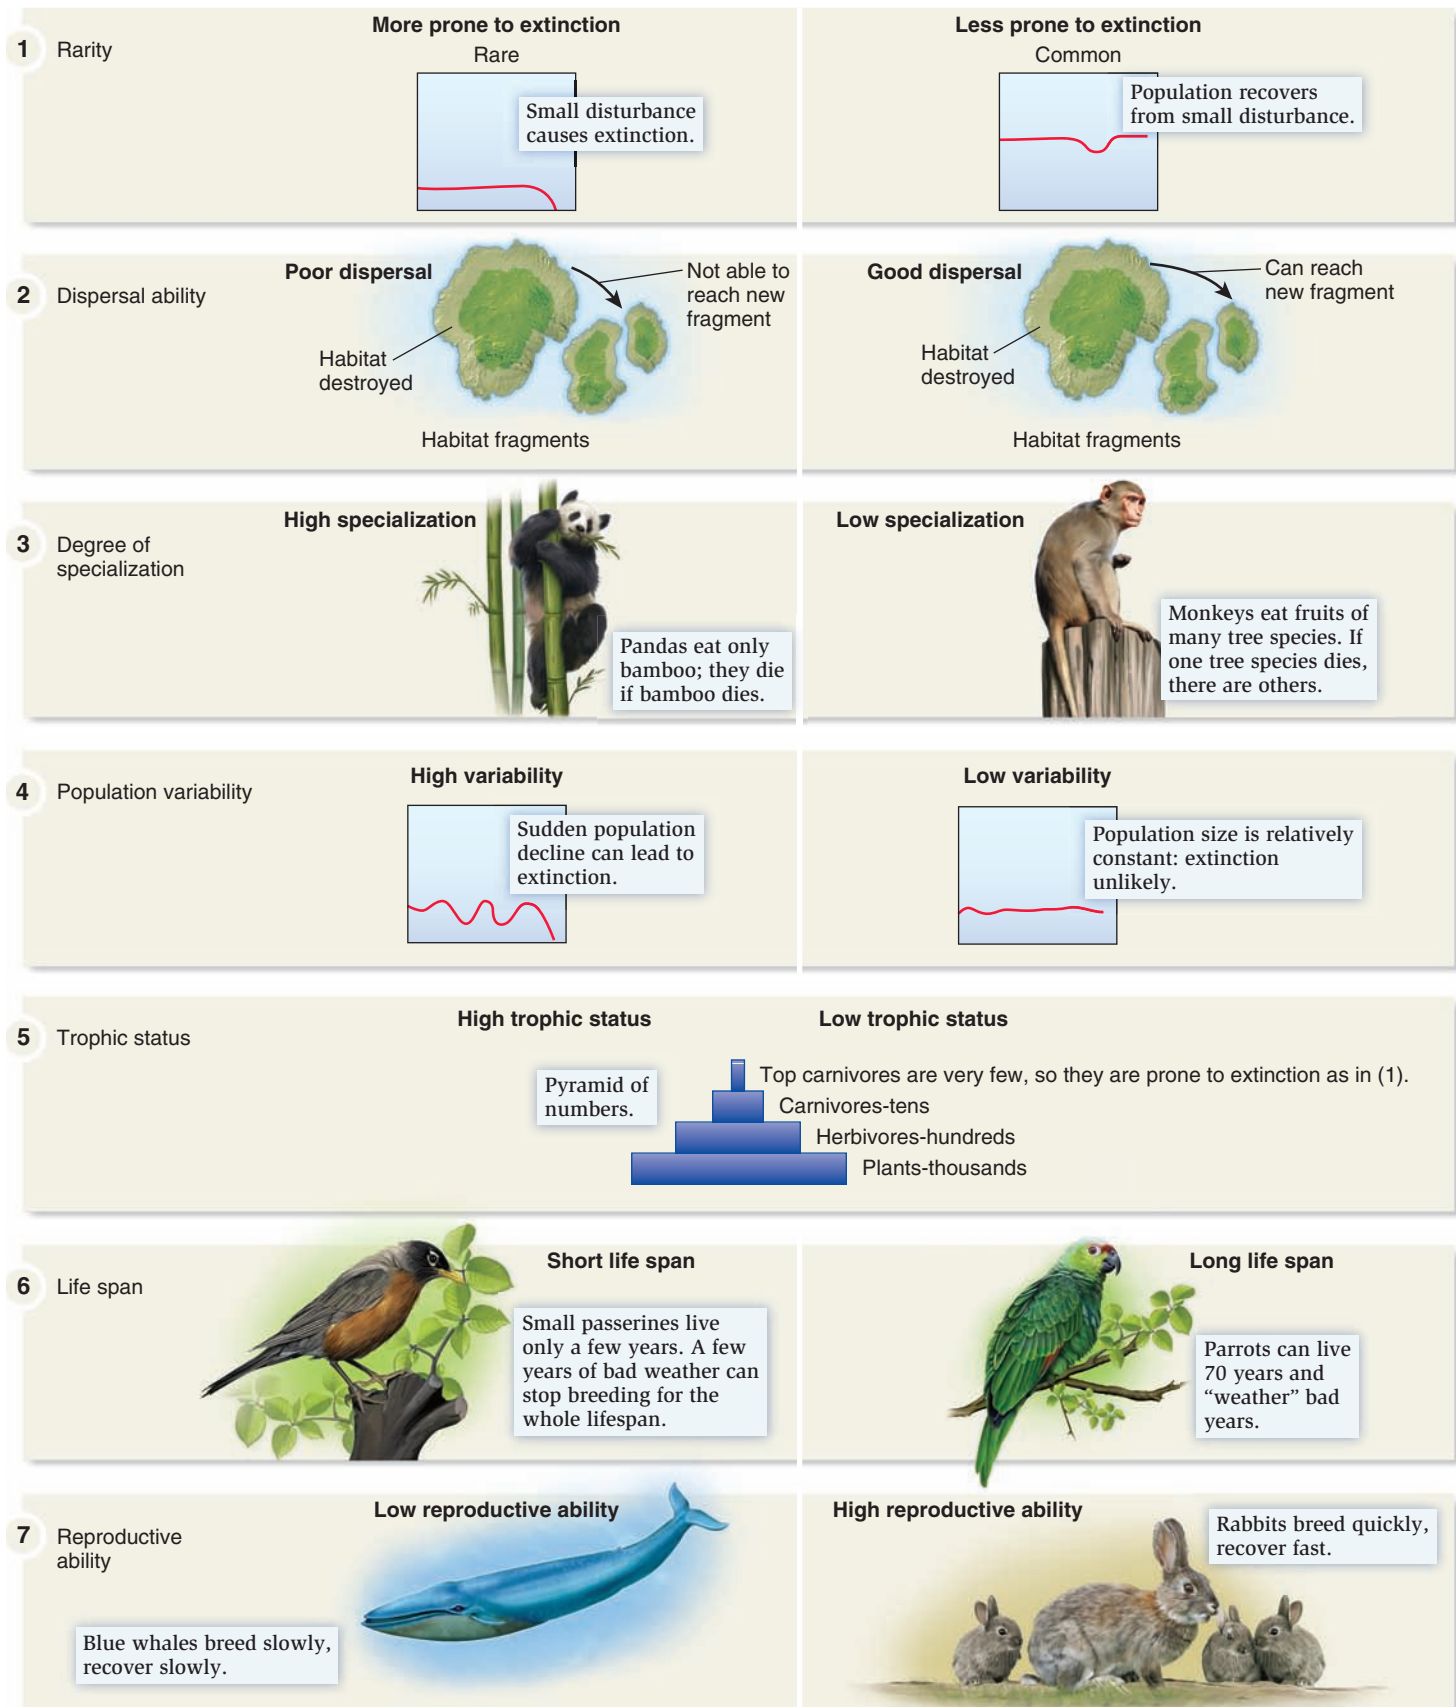 More prone to extinction
Less prone to extinction
1 Rarity
Rare
Small disturbance
causes extinction.
Common
Population recovers
from small disturbance.
2 Dispersal ability
Poor dispersal
Not able to
reach new
fragment
Habitat
destroyed
Habitat fragments
Good dispersal
Can reach
new fragment
Habitat
destroyed
Habitat fragments
3 Degree of
specialization
High specialization
Pandas eat only
bamboo; they die
if bamboo dies.
Low specialization
Monkeys eat fruits of
many tree species. If
one tree species dies,
there are others.
4 Population variability
High variability
Sudden population
decline can lead to
extinction.
Low variability
Population size is relatively
constant: extinction
unlikely.
5 Trophic status
High trophic status
Low trophic status
Pyramid of
numbers.
Top carnivores are very few, so they are prone to extinction as in (1).
Carnivores-tens
Herbivores-hundreds
Plants-thousands
6 Life span
Short life span
Small passerines live
only a few years. A few
years of bad weather can
stop breeding for the
whole lifespan.
Long life span
Parrots can live
70 years and
“weather” bad
years.
7 Reproductive
ability
Low reproductive ability
Blue whales breed slowly,
recover slowly.
High reproductive ability
Rabbits breed quickly,
recover fast.